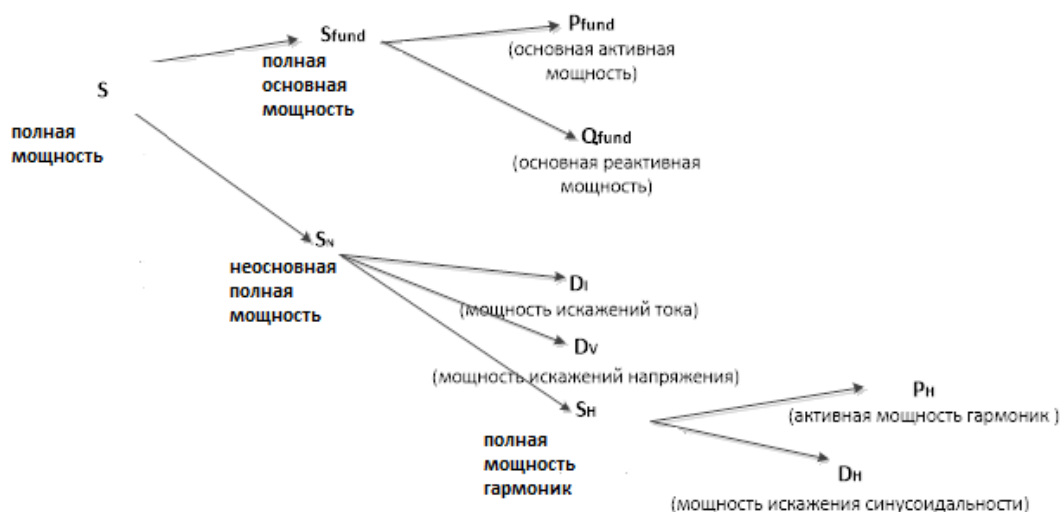 S
полная
мощность
Sfund
полная
основная
мощность
Pfund
(основная активная
мощность)
Qfund
(основная реактивная
мощность)
SN
неосновная
полная
мощность
DI
(мощность искажений тока)
DV
(мощность искажений напряжения)
SH
полная
мощность
гармоник
PH
(активная мощность гармоник )
DH
(мощность искажения синусоидальности)